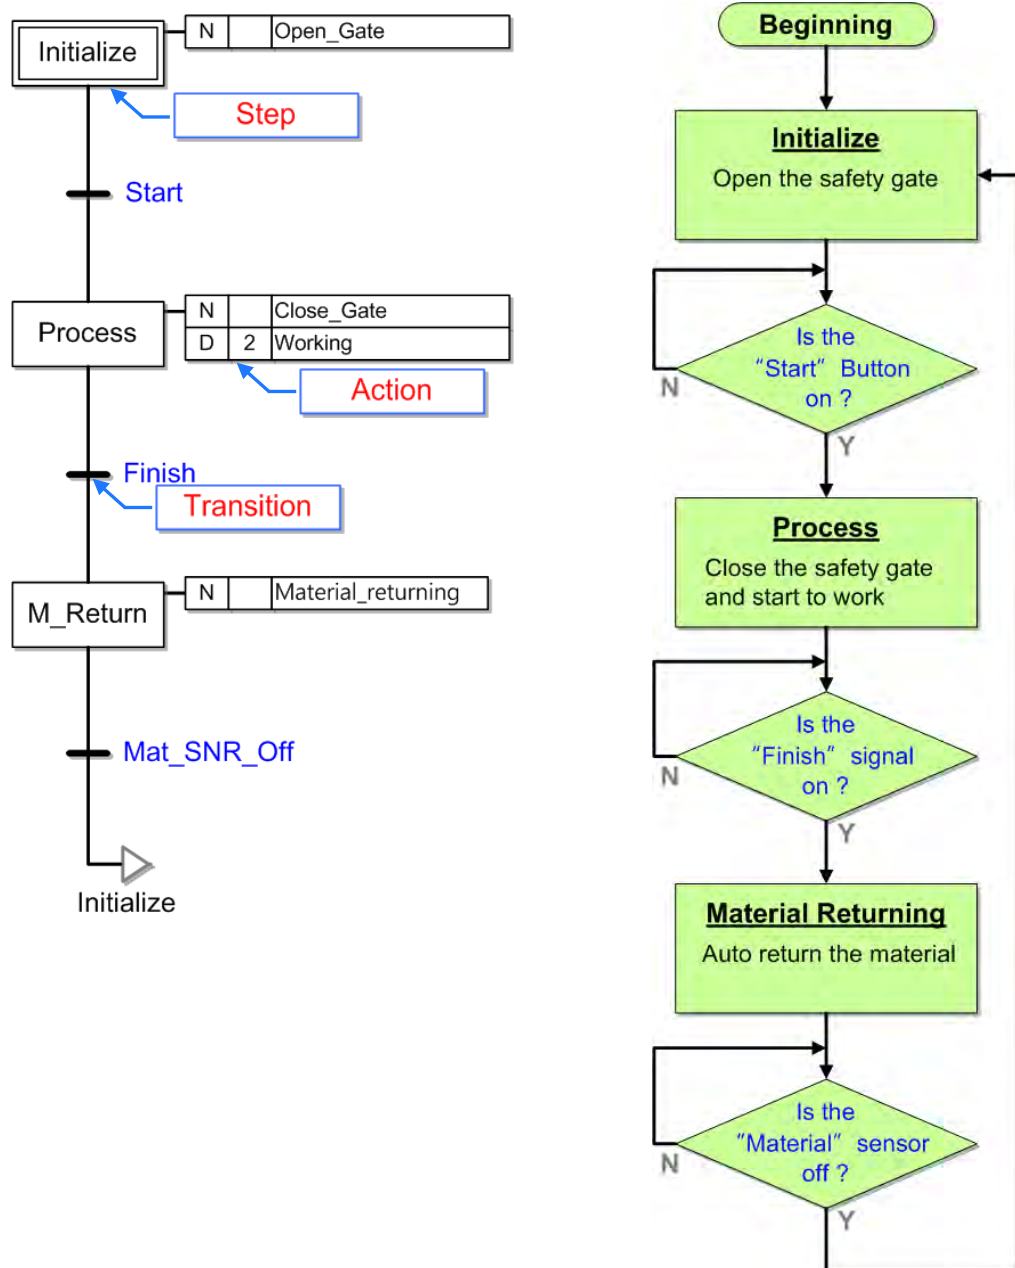 Initialize
N Open_Gate
Step
Start
Process
N Close_Gate
D 2 Working
Action
Finish
Transition
M_Return
N Material_returning
Mat_SNR_Off
Initialize
Beginning
Initialize
Open the safety gate
Is the
“Start” Button
on ?
N
Y
Process
Close the safety gate
and start to work
Is the
“Finish” signal
on ?
N
Y
Material Returning
Auto return the material
Is the
“Material” sensor
off ?
N
Y